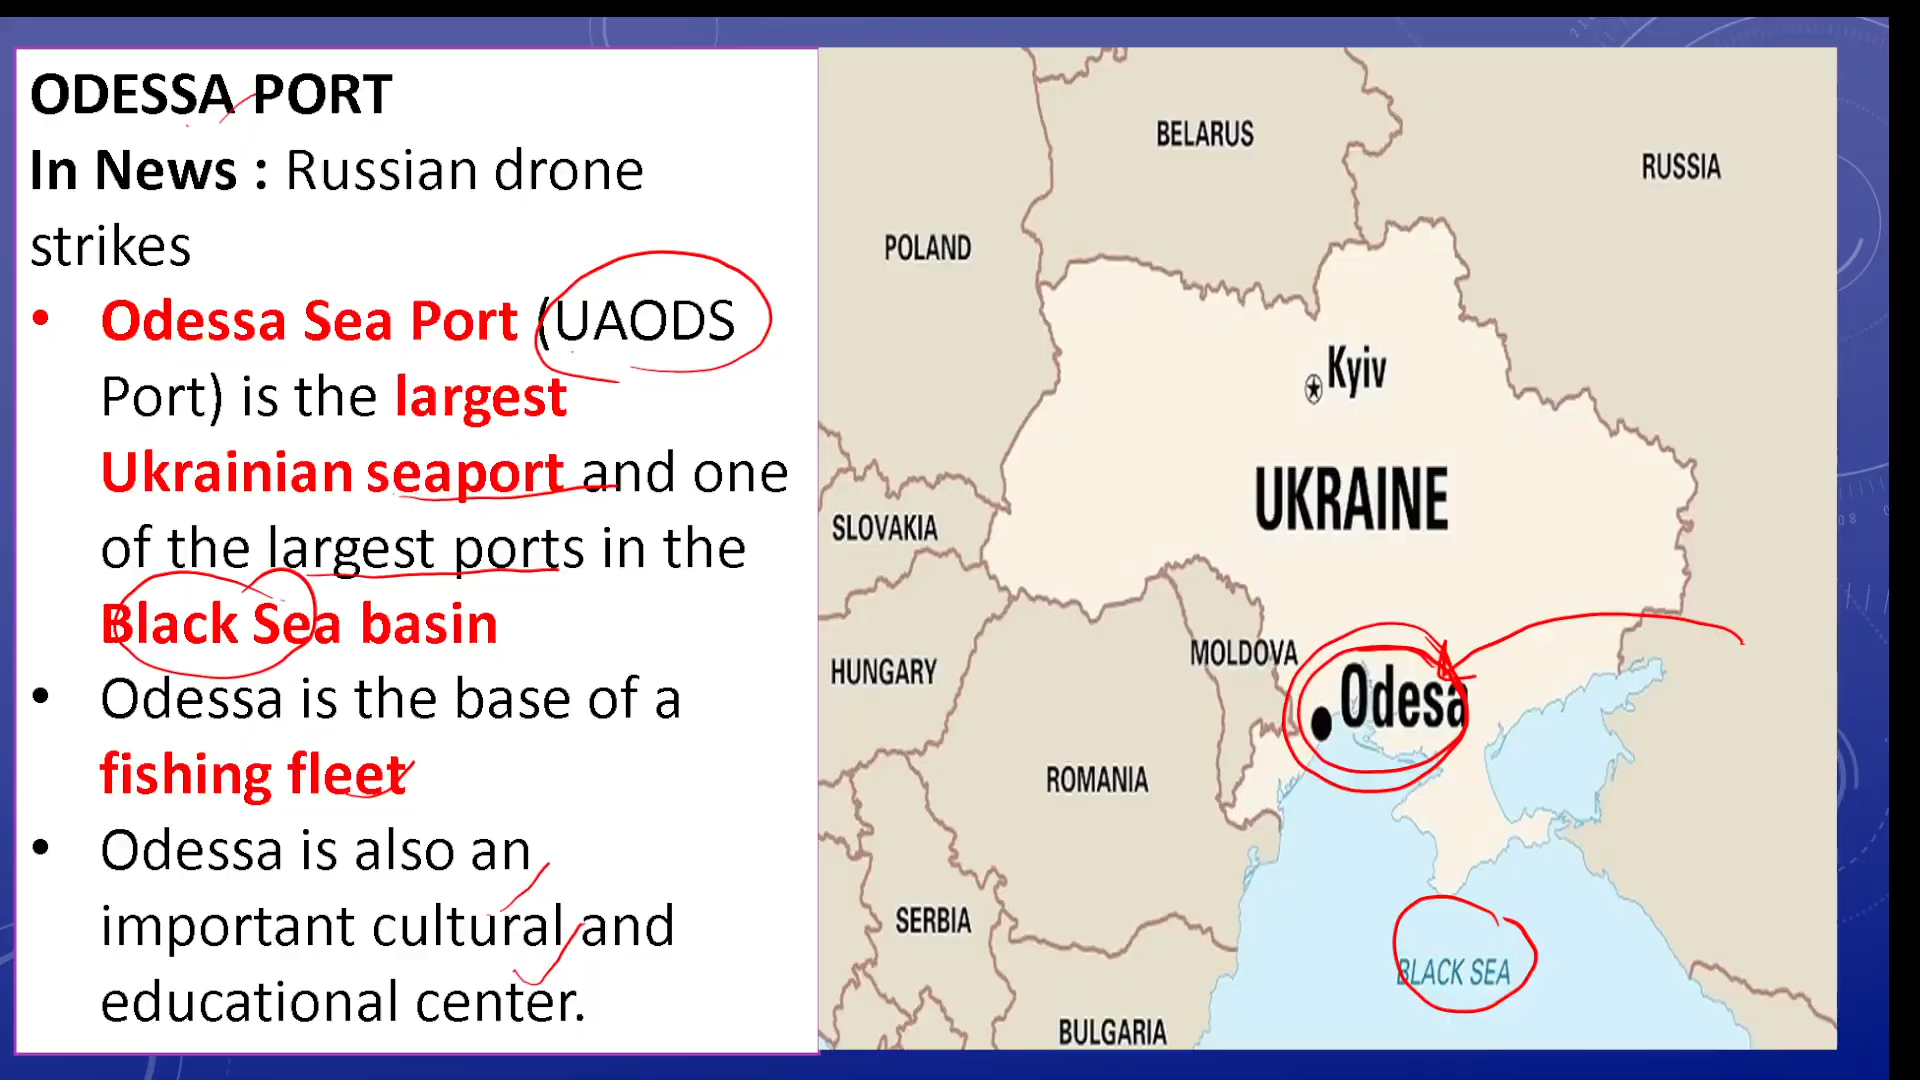 ODESSA PORT
In News : Russian drone
strikes
• Odessa Sea Port (UAODS
Port) is the largest
Ukrainian seaport and one
of the largest ports in the
Black Sea basin
• Odessa is the base of a
fishing fleet
• Odessa is also an
important cultural and
educational center.
BELARUS
RUSSIA
POLAND
Kyiv
UKRAINE
SLOVAKIA
MOLDOVA
HUNGARY
Odesa
ROMANIA
SERBIA
BLACK SEA
BULGARIA